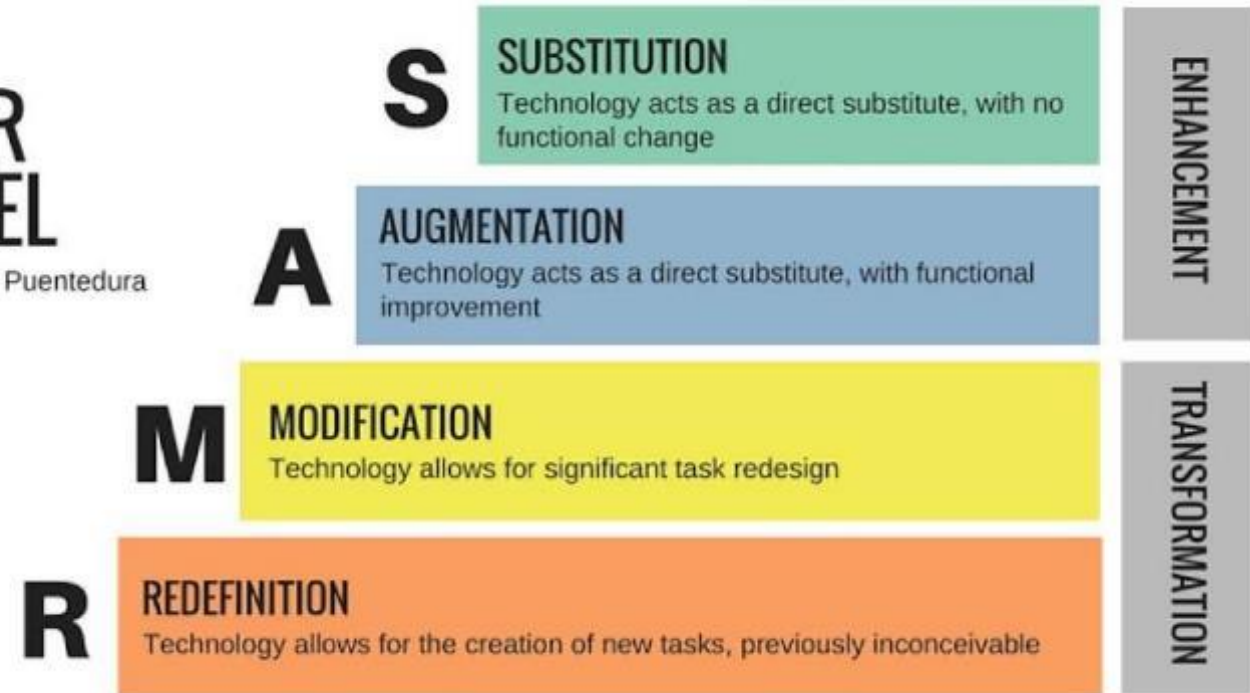 R
EL
Puentedura
S
SUBSTITUTION
Technology acts as a direct substitute, with no
functional change
A
AUGMENTATION
Technology acts as a direct substitute, with functional
improvement
M
MODIFICATION
Technology allows for significant task redesign
R
REDEFINITION
Technology allows for the creation of new tasks, previously inconceivable
ENHANCEMENT
TRANSFORMATION